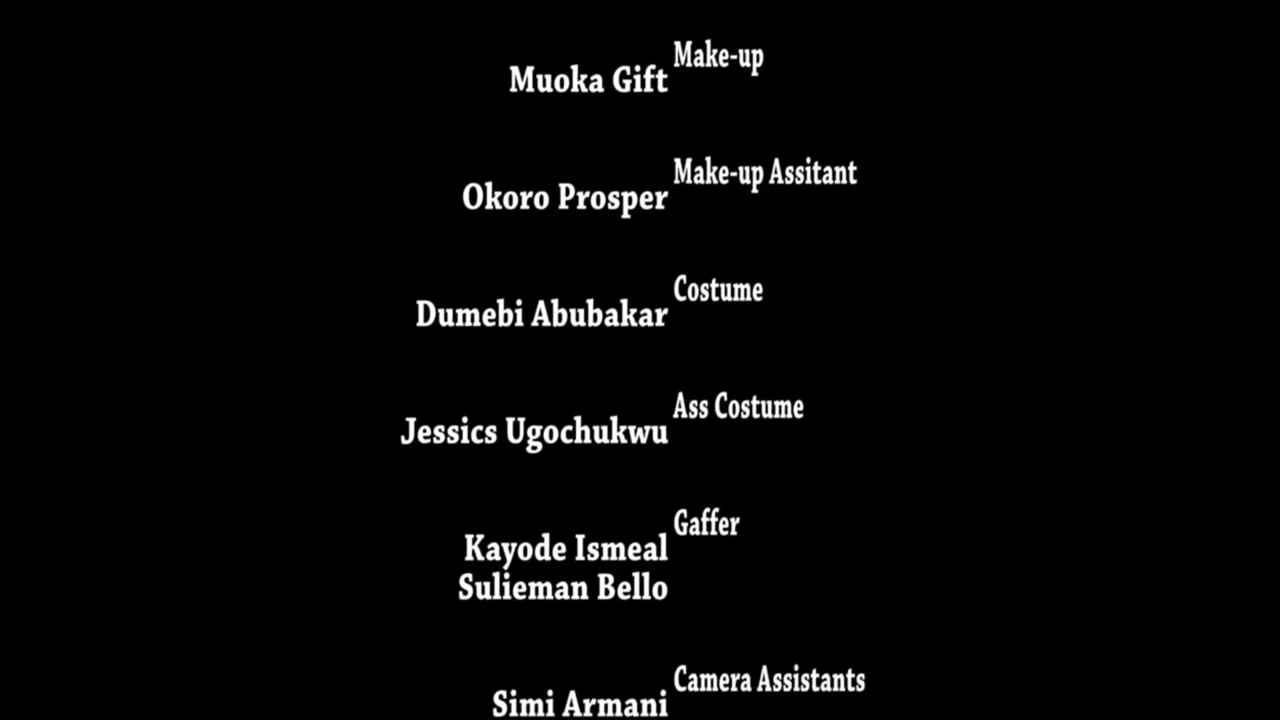 Make-up
Muoka Gift
Make-up Assitant
Okoro Prosper
Costume
Dumebi Abubakar
Ass Costume
Jessics Ugochukwu
Gaffer
Kayode Ismeal
Sulieman Bello
Camera Assistants
Simi Armani